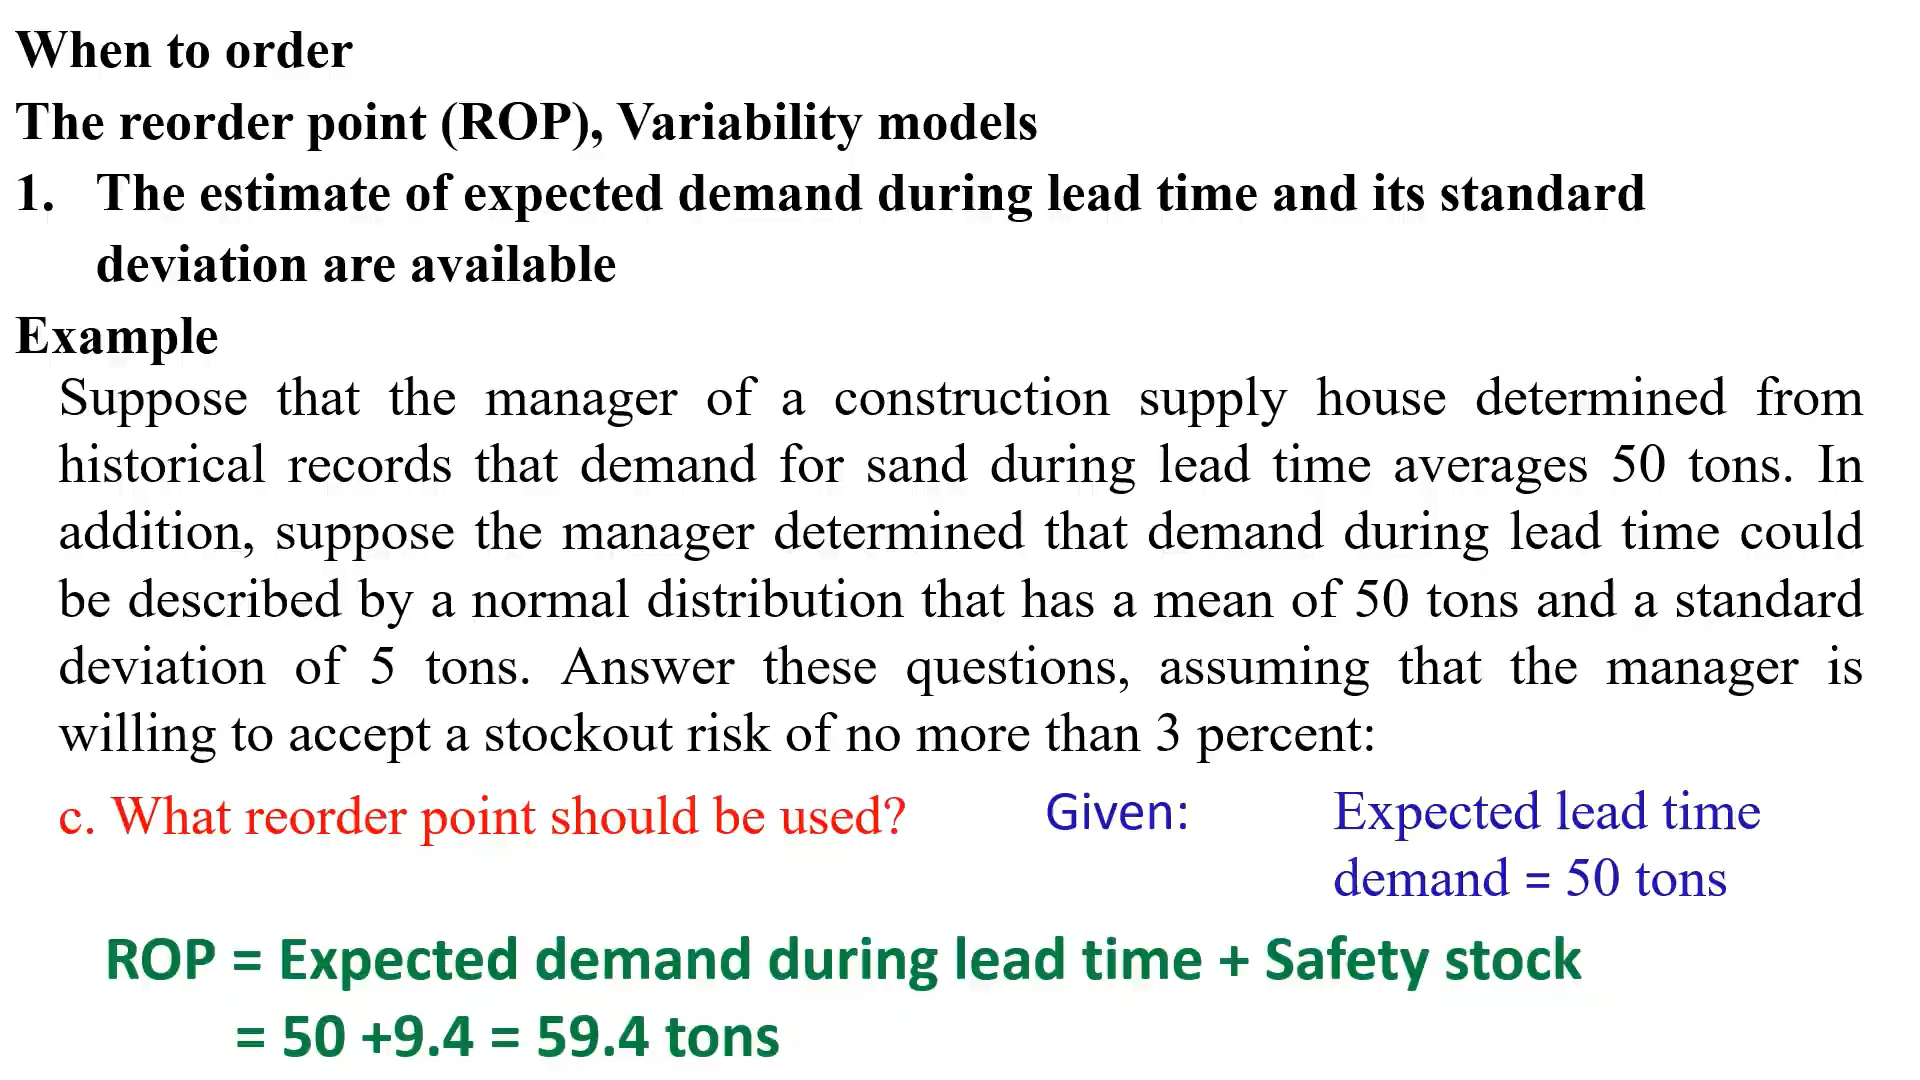 When to order
The reorder point (ROP), Variability models
1. The estimate of expected demand during lead time and its standard
deviation are available
Example
Suppose that the manager of a construction supply house determined from
historical records that demand for sand during lead time averages 50 tons. In
addition, suppose the manager determined that demand during lead time could
be described by a normal distribution that has a mean of 50 tons and a standard
deviation of 5 tons. Answer these questions, assuming that the manager is
willing to accept a stockout risk of no more than 3 percent:
c. What reorder point should be used?
Given:
Expected lead time
demand = 50 tons
ROP = Expected demand during lead time + Safety stock
= 50 +9.4 = 59.4 tons